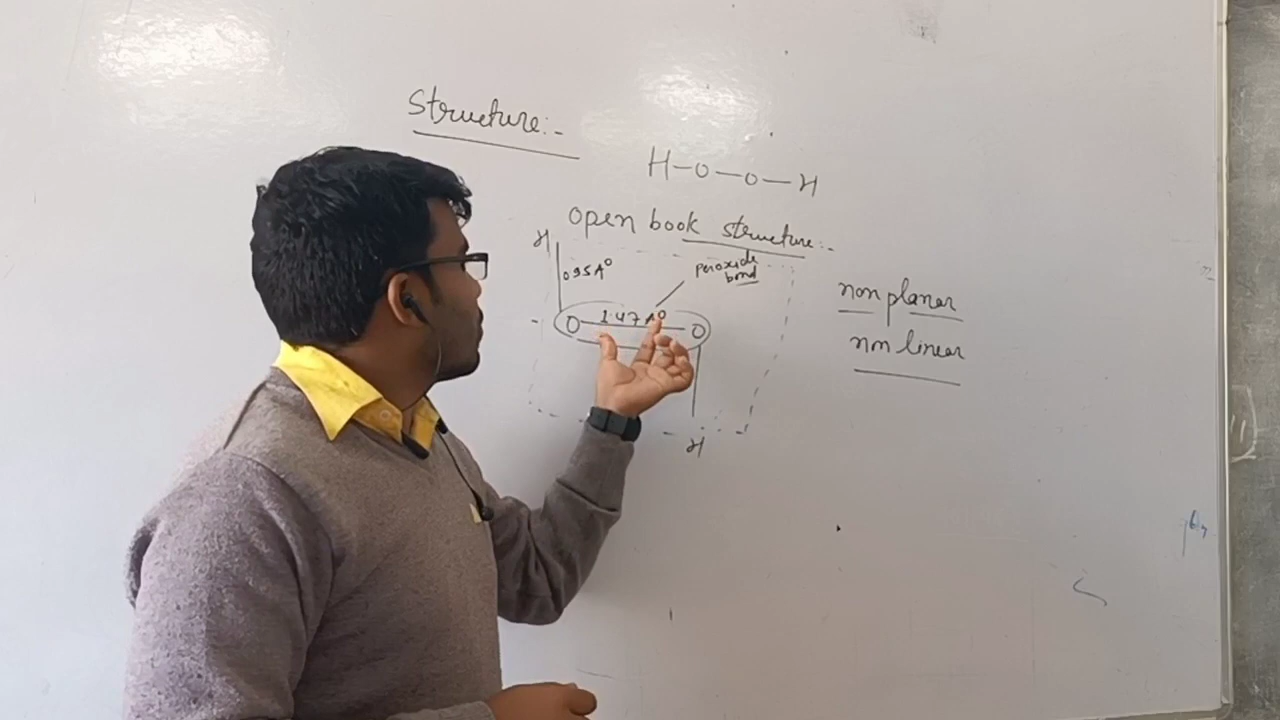 Structure:-
H-O-O-H
Open book structure:-
H
0.95A°
peroxide
bond
1.47A°
O O
H
non planar
non linear